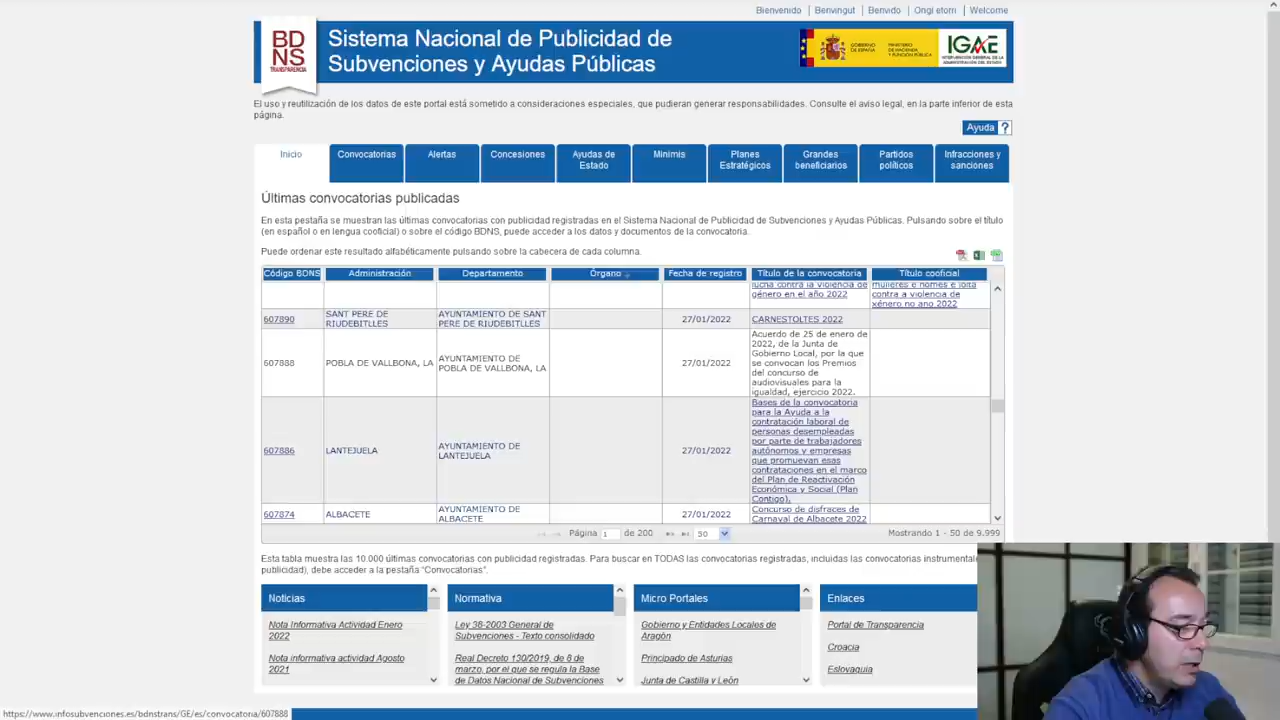 Bienvenido | Benvingut | Benvido | Ongi etorri | Welcome
BD
NS
TRANSPARENCIA
Sistema Nacional de Publicidad de
Subvenciones y Ayudas Públicas
GOBIERNO
DE ESPAÑA
MINISTERIO
DE HACIENDA
Y FUNCIÓN PÚBLICA
IGAE
INTERVENCIÓN GENERAL DE LA
ADMINISTRACIÓN DEL ESTADO
El uso y reutilización de los datos de este portal está sometido a consideraciones especiales, que pudieran generar responsabilidades. Consulte el aviso legal, en la parte inferior de esta
página.
Ayuda ?
Inicio
Convocatorias
Alertas
Concesiones
Ayudas de
Estado
Minimis
Planes
Estratégicos
Grandes
beneficiarios
Partidos
políticos
Infracciones y
sanciones
Últimas convocatorias publicadas
En esta pestaña se muestran las últimas convocatorias con publicidad registradas en el Sistema Nacional de Publicidad de Subvenciones y Ayudas Públicas. Pulsando sobre el título
(en español o en lengua cooficial) o sobre el código BDNS, puede acceder a los datos y documentos de la convocatoria.
Puede ordenar este resultado alfabéticamente pulsando sobre la cabecera de cada columna.
Código BDNS Administración Departamento Órgano Fecha de registro Título de la convocatoria Título cooficial
lucha contra la violencia de
género en el año 2022
mulleres e homes e loita
contra a violencia de
xénero no ano 2022
607890
SANT PERE DE
RIUDEBITLLES
AYUNTAMIENTO DE SANT
PERE DE RIUDEBITLLES
27/01/2022
CARNESTOLTES 2022
607888
POBLA DE VALLBONA, LA
AYUNTAMIENTO DE
POBLA DE VALLBONA, LA
27/01/2022
Acuerdo de 25 de enero de
2022, de la Junta de
Gobierno Local, por la que
se convocan los Premios
del concurso de
audiovisuales para la
igualdad, ejercicio 2022.
607886
LANTEJUELA
AYUNTAMIENTO DE
LANTEJUELA
27/01/2022
Bases de la convocatoria
para la Ayuda a la
contratación laboral de
personas desempleadas
por parte de trabajadores
autónomos y empresas
que promuevan esas
contrataciones en el marco
del Plan de Reactivación
Económica y Social (Plan
Contigo).
607874
ALBACETE
AYUNTAMIENTO DE
ALBACETE
27/01/2022
Concurso de disfraces de
Carnaval de Albacete 2022
Página 1 de 200 50 Mostrando 1 - 50 de 9.999
Esta tabla muestra las 10.000 últimas convocatorias con publicidad registradas. Para buscar en TODAS las convocatorias registradas, incluidas las convocatorias instrumental
publicidad), debe acceder a la pestaña "Convocatorias".
Noticias
Nota Informativa Actividad Enero
2022
Nota informativa actividad Agosto
2021
Normativa
Ley 38-2003 General de
Subvenciones - Texto consolidado
Real Decreto 130/2019, de 8 de
marzo, por el que se regula la Base
de Datos Nacional de Subvenciones
Micro Portales
Gobierno y Entidades Locales de
Aragón
Principado de Asturias
Junta de Castilla y León
Enlaces
Portal de Transparencia
Croacia
Eslovaquia
https://www.infosubvenciones.es/bdnstrans/GE/es/convocatoria/607888